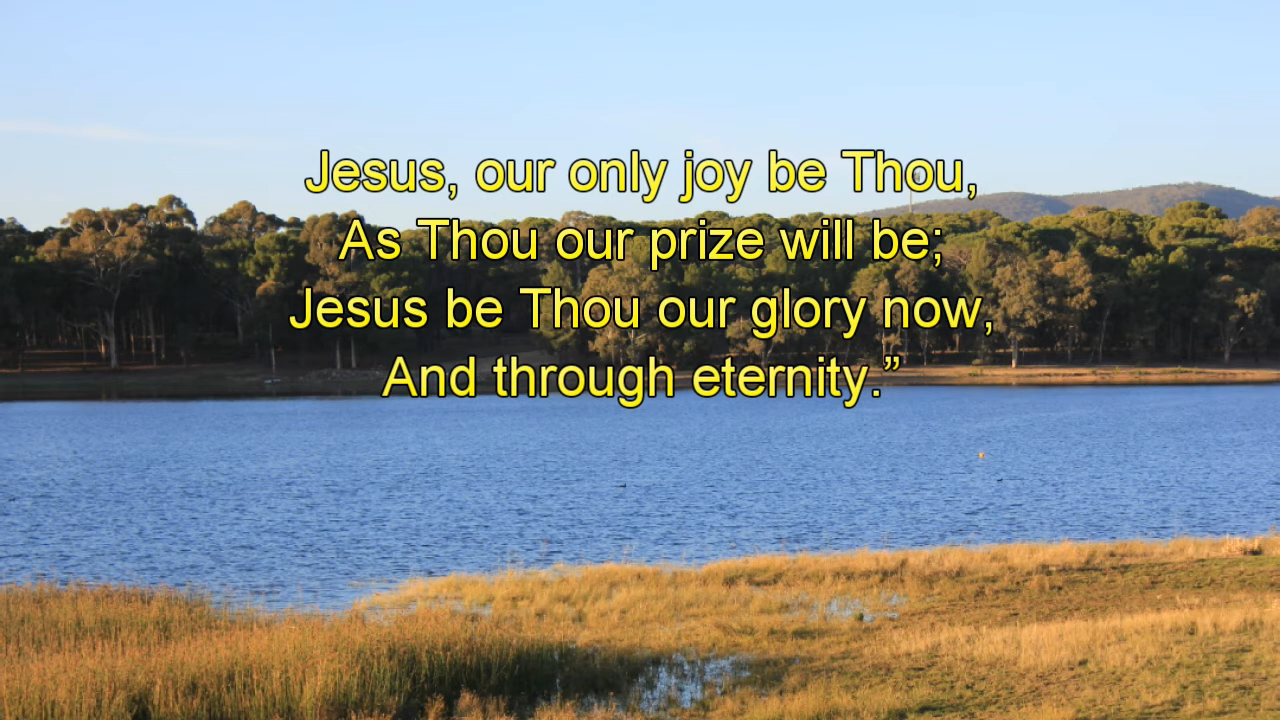 Jesus, our only joy be Thou,
As Thou our prize will be;
Jesus be Thou our glory now,
And through eternity.”